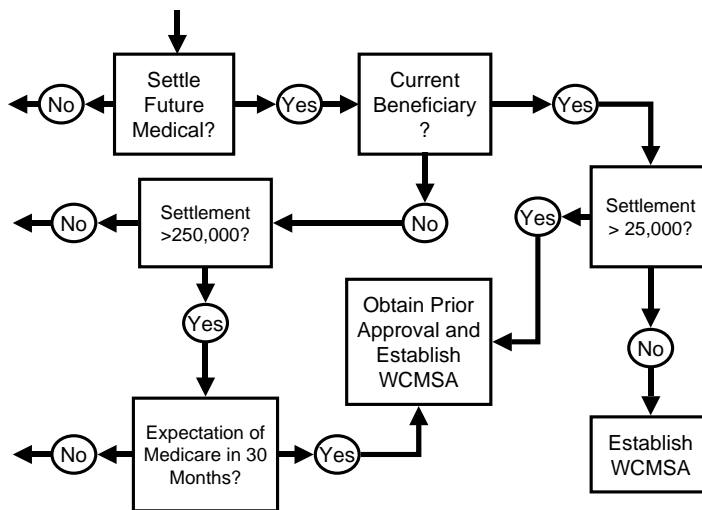 No
Settle
Future
Medical?
Yes
Current
Beneficiary
?
Yes
No
Settlement
>250,000?
No
Yes
Settlement
> 25,000?
Yes
Obtain Prior
Approval and
Establish
WCMSA
No
No
Expectation of
Medicare in 30
Months?
Yes
Establish
WCMSA